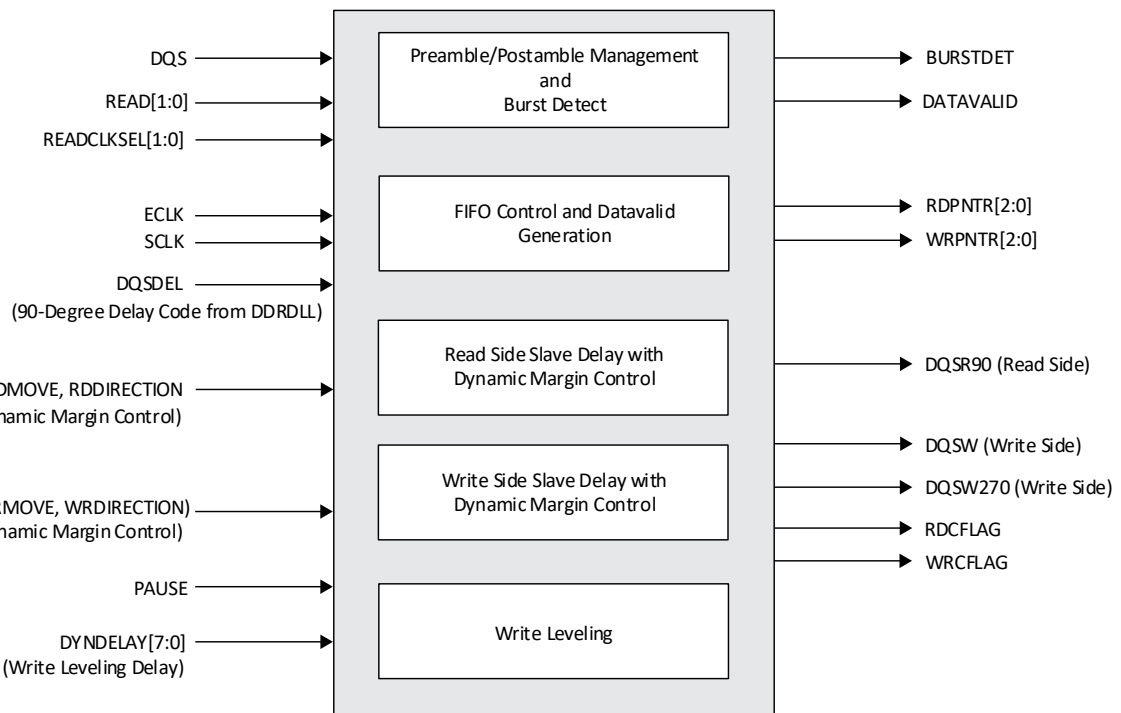 DQS
READ[1:0]
READCLKSEL[1:0]
ECLK
SCLK
DQSDEL
(90-Degree Delay Code from DDRDLL)
DMOVE, RDDIRECTION
namic Margin Control)
RMOVE, WRDIRECTION)
namic Margin Control)
PAUSE
DYNDELAY[7:0]
(Write Leveling Delay)
Preamble/Postamble Management
and
Burst Detect
FIFO Control and Datavalid
Generation
Read Side Slave Delay with
Dynamic Margin Control
Write Side Slave Delay with
Dynamic Margin Control
Write Leveling
BURSTDET
DATAVALID
RDPNTR[2:0]
WRPNTR[2:0]
DQSR90 (Read Side)
DQSW (Write Side)
DQSW270 (Write Side)
RDCFLAG
WRCFLAG